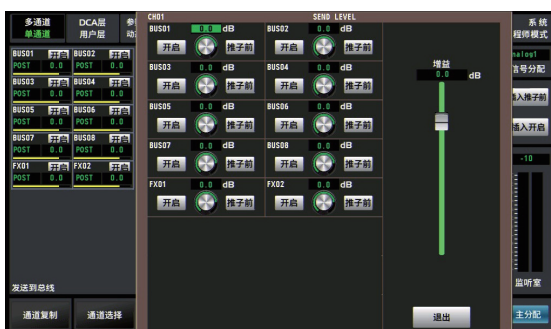 多通道
单通道
DCA层
用户层
BUS01 开启 BUS02 开启
POST 0.0 POST 0.0
BUS03 开启 BUS04 开启
POST 0.0 POST 0.0
BUS05 开启 BUS06 开启
POST 0.0 POST 0.0
BUS07 开启 BUS08 开启
POST 0.0 POST 0.0
FX01 开启 FX02 开启
POST 0.0 POST 0.0
发送到总线
通道复制 通道选择
CH01 SEND LEVEL
BUS01 0.0 dB BUS02 0.0 dB
开启 推子前 开启 推子前
BUS03 0.0 dB BUS04 0.0 dB
开启 推子前 开启 推子前
BUS05 0.0 dB BUS06 0.0 dB
开启 推子前 开启 推子前
BUS07 0.0 dB BUS08 0.0 dB
开启 推子前 开启 推子前
FX01 0.0 dB FX02 0.0 dB
开启 推子前 开启 推子前
增益
0.0 dB
退出
系统
程师模式
nalog1
信号分配
插入推子前
插入开启
-10
监听室
主分配